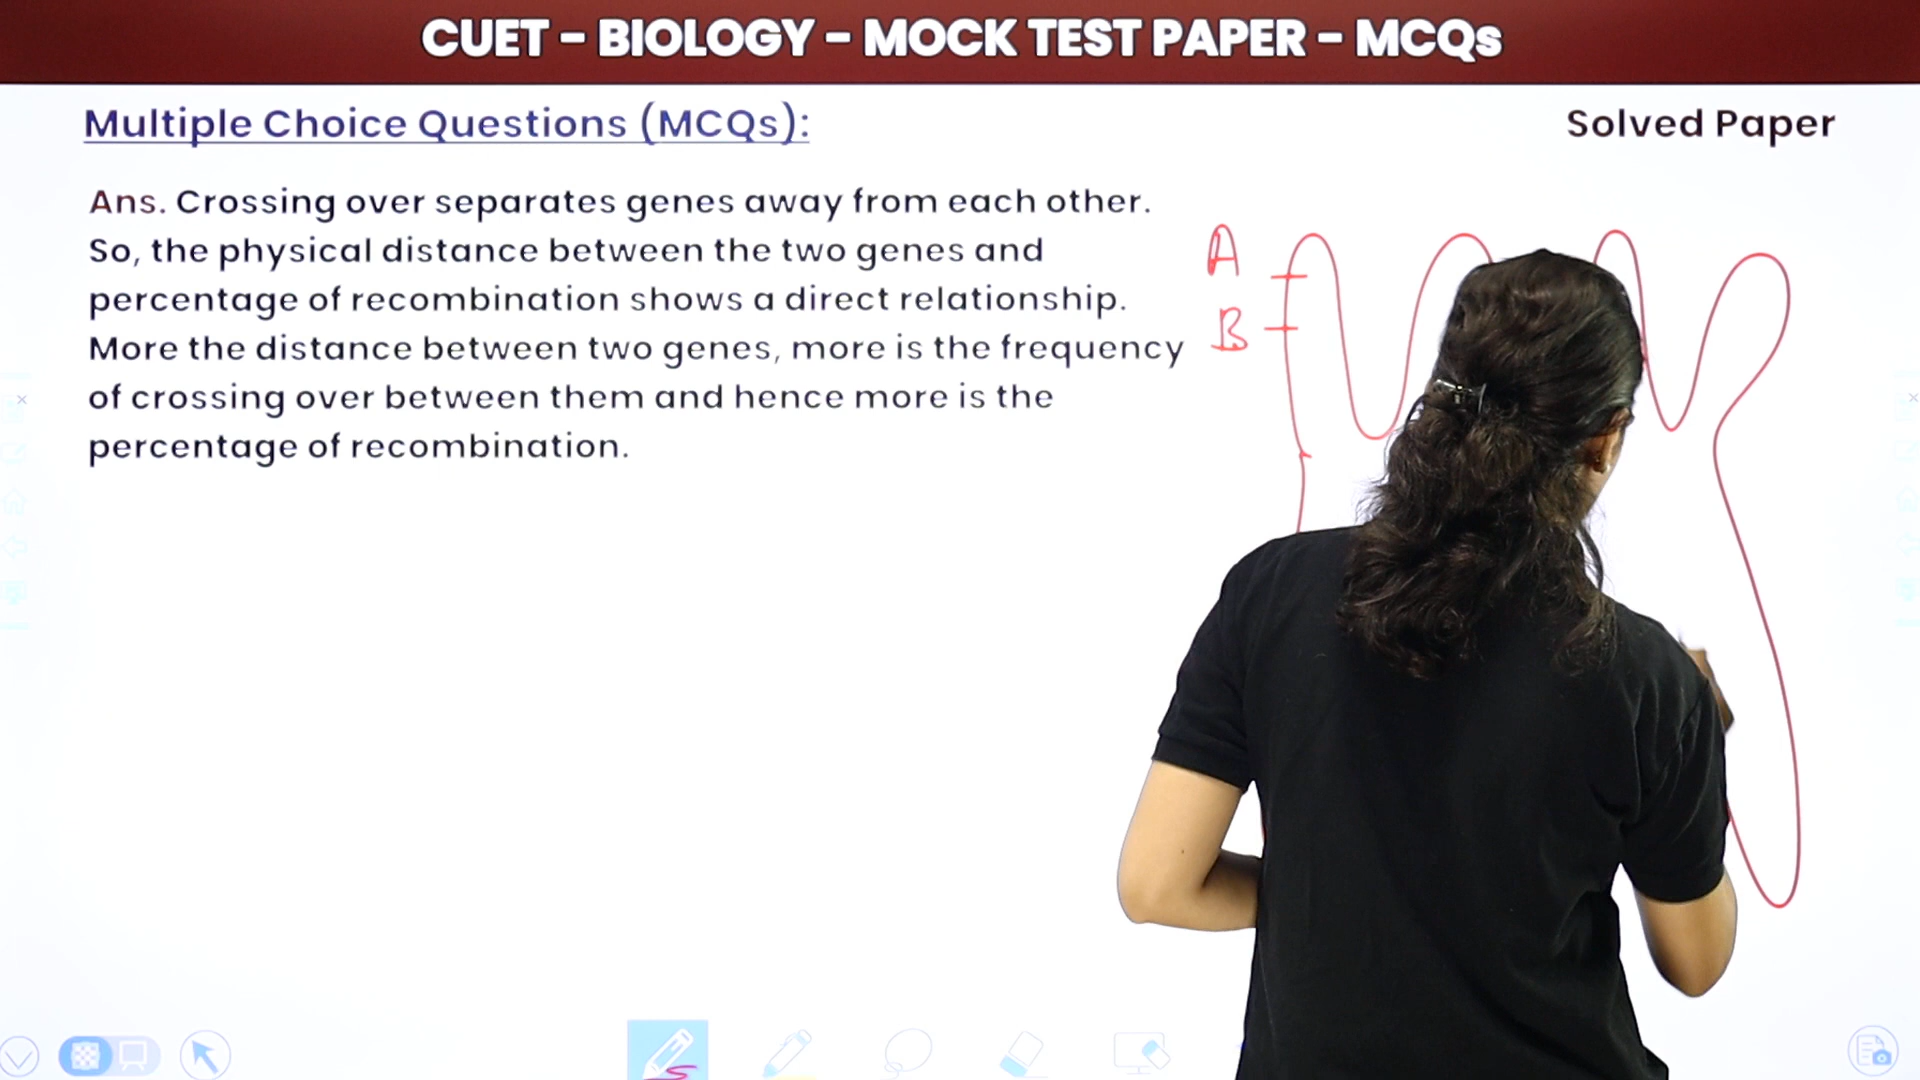 CUET - BIOLOGY - MOCK TEST PAPER - MCQs
Multiple Choice Questions (MCQs):
Solved Paper
Ans. Crossing over separates genes away from each other.
So, the physical distance between the two genes and
percentage of recombination shows a direct relationship.
More the distance between two genes, more is the frequency
of crossing over between them and hence more is the
percentage of recombination.
A
B